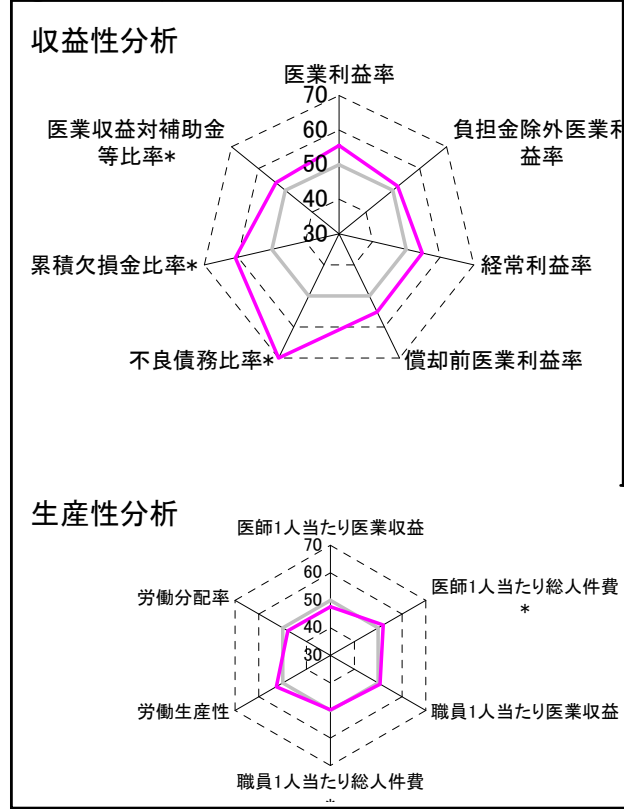 収益性分析
医業利益率
70
60
50
40
30
医業収益対補助金
等比率*
負担金除外医業利
益率
累積欠損金比率*
経常利益率
不良債務比率*
償却前医業利益率
生産性分析
医師1人当たり医業収益
70
60
50
40
30
労働分配率
医師1人当たり総人件費
*
労働生産性
職員1人当たり医業収益
職員1人当たり総人件費
*